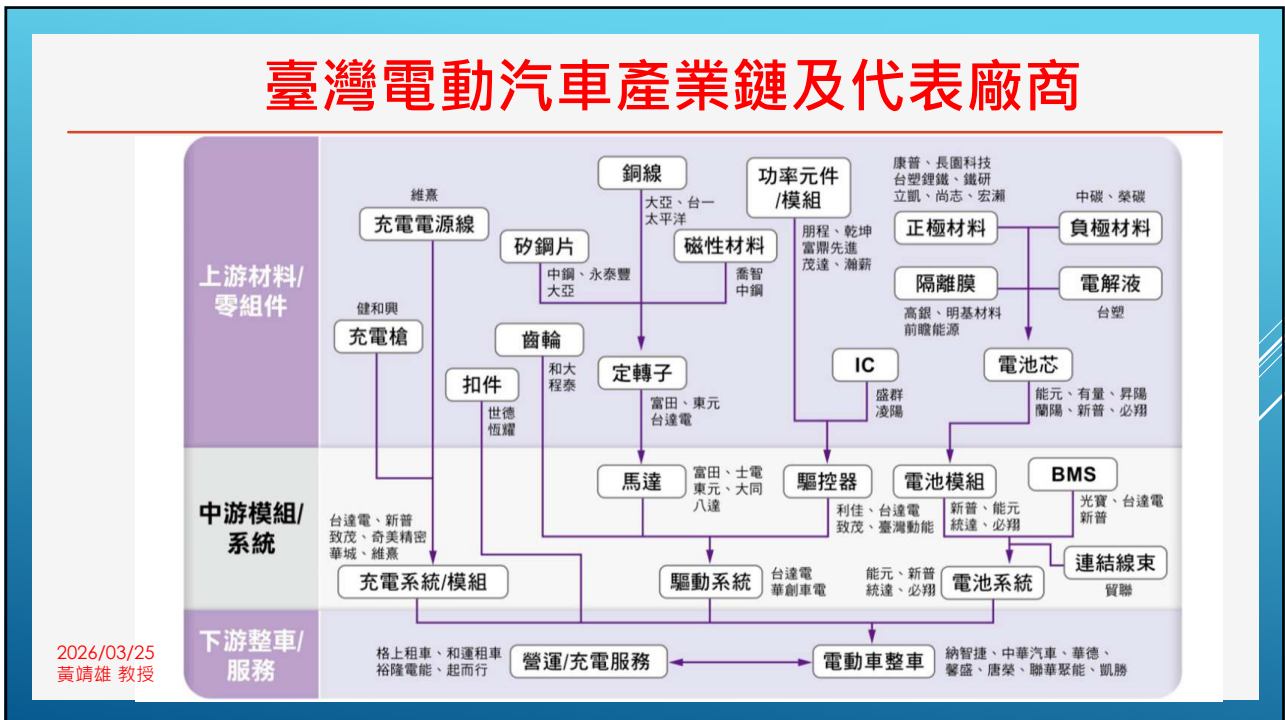 臺灣電動汽車產業鏈及代表廠商
上游材料/
零組件
維熹
充電電源線
健和興
充電槍
銅線
大亞、台一
太平洋
矽鋼片
中鋼、永泰豐
大亞
磁性材料
喬智
中鋼
齒輪
和大
程泰
扣件
世德
恆耀
定轉子
富田、東元
台達電
功率元件
/模組
朋程、乾坤
富鼎先進
茂達、瀚薪
IC
盛群
凌陽
康普、長園科技
台塑鋰鐵、鐵研
立凱、尚志、宏瀨
正極材料
中碳、榮碳
負極材料
隔離膜
高銀、明基材料
前瞻能源
電解液
台塑
電池芯
能元、有量、昇陽
蘭陽、新普、必翔
中游模組/
系統
台達電、新普
致茂、奇美精密
華城、維熹
充電系統/模組
馬達
富田、士電
東元、大同
八達
驅控器
利佳、台達電
致茂、臺灣動能
驅動系統
台達電
華創車電
電池模組
新普、能元
統達、必翔
BMS
光寶、台達電
新普
連結線束
貿聯
能元、新普
統達、必翔
電池系統
下游整車/
服務
格上租車、和運租車
裕隆電能、起而行
營運/充電服務
電動車整車
納智捷、中華汽車、華德、
馨盛、唐榮、聯華聚能、凱勝
2026/03/25
黃靖雄 教授